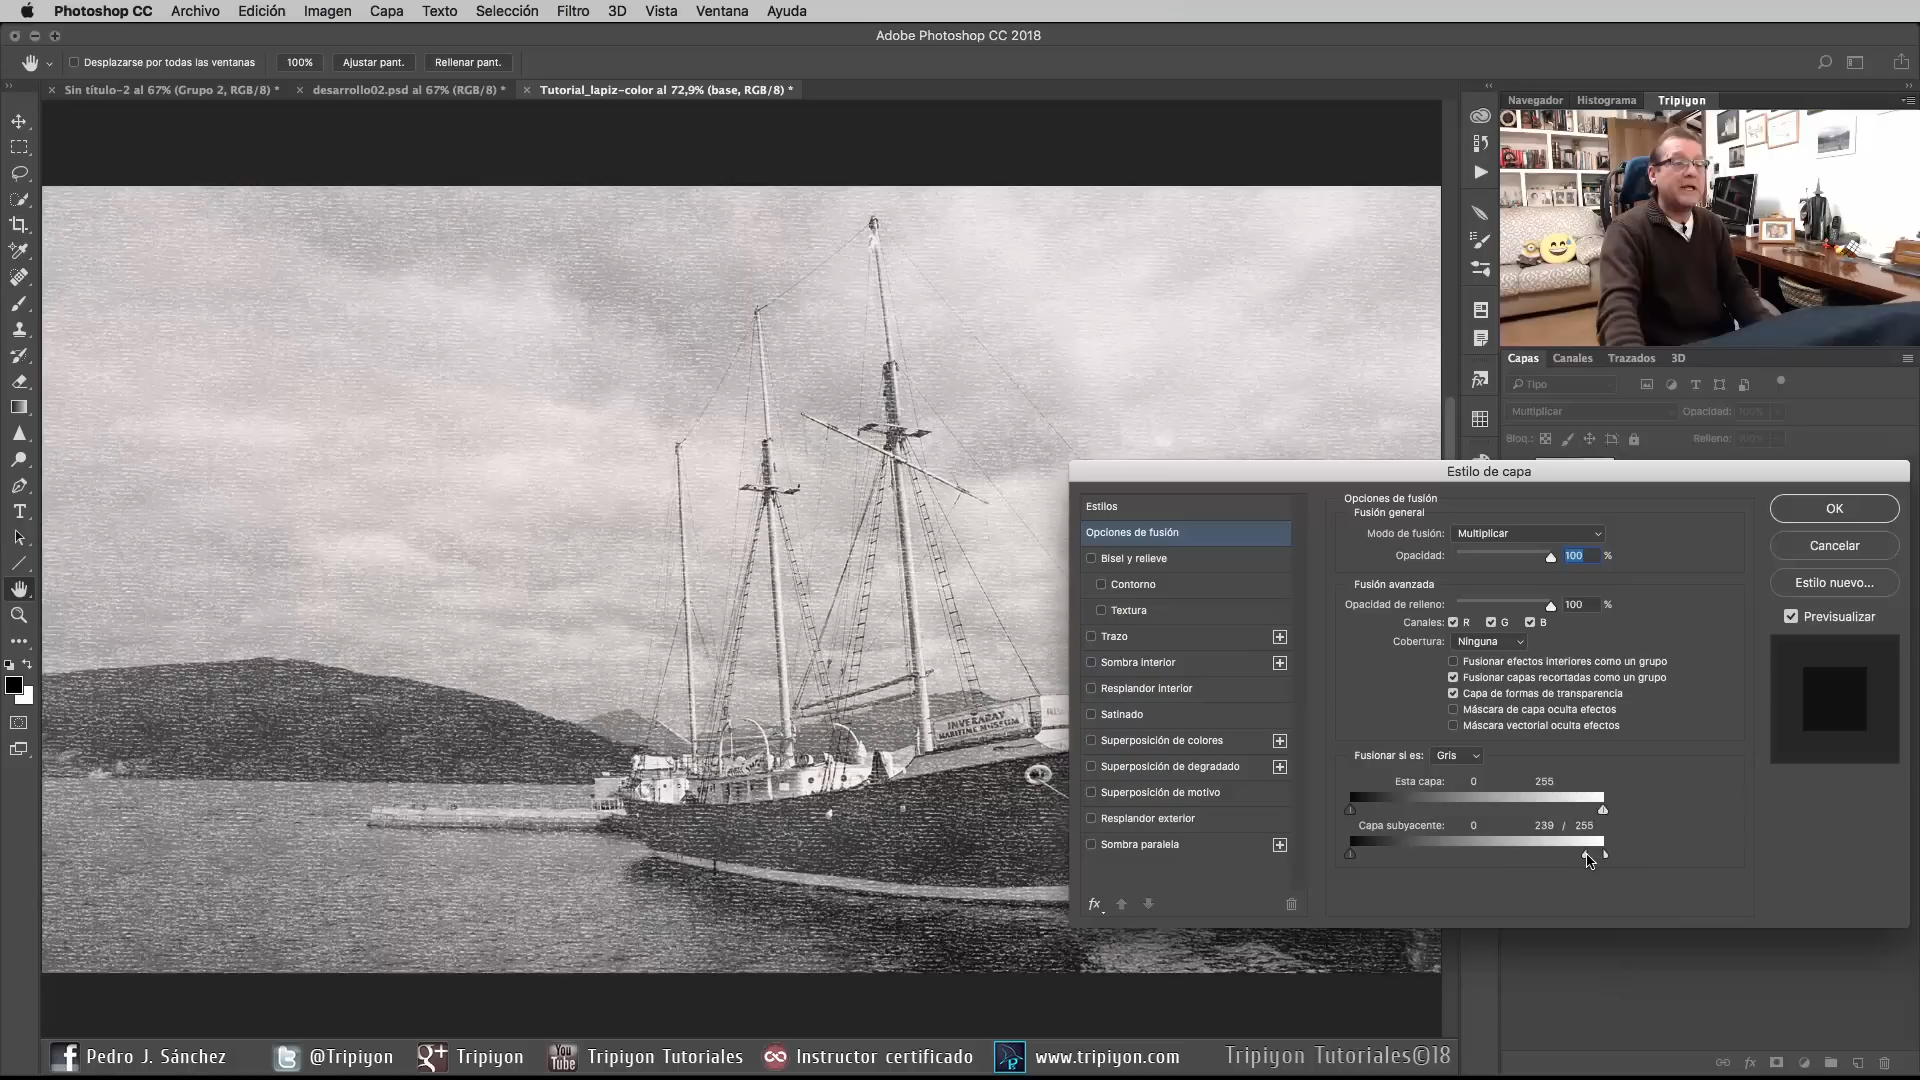 Photoshop CC Archivo Edición Imagen Capa Texto Selección Filtro 3D Vista Ventana Ayuda
Adobe Photoshop CC 2018
Desplazarse por todas las ventanas 100% Ajustar pant. Rellenar pant.
Sin título-2 al 67% (Grupo 2, RGB/8) * desarrollo02.psd al 67% (RGB/8) * Tutorial_lapiz-color al 72,9% (base, RGB/8) *
Navegador Histograma Tripiyon
Capas Canales Trazados 3D
Tipo
Multiplicar Opacidad: 100%
Bloq.: Relleno: 100%
Estilo de capa
Estilos
Opciones de fusión
Bisel y relieve
Contorno
Textura
Trazo
Sombra interior
Resplandor interior
Satinado
Superposición de colores
Superposición de degradado
Superposición de motivo
Resplandor exterior
Sombra paralela
fx
Opciones de fusión
Fusión general
Modo de fusión: Multiplicar
Opacidad: 100 %
Fusión avanzada
Opacidad de relleno: 100 %
Canales: R G B
Cobertura: Ninguna
Fusionar efectos interiores como un grupo
Fusionar capas recortadas como un grupo
Capa de formas de transparencia
Máscara de capa oculta efectos
Máscara vectorial oculta efectos
Fusionar si es: Gris
Esta capa: 0 255
Capa subyacente: 0 239 / 255
OK
Cancelar
Estilo nuevo...
Previsualizar
INVERARAY
MARITIME MUSEUM
Pedro J. Sánchez @Tripiyon Tripiyon Tripiyon Tutoriales Instructor certificado www.tripiyon.com Tripiyon Tutoriales©18